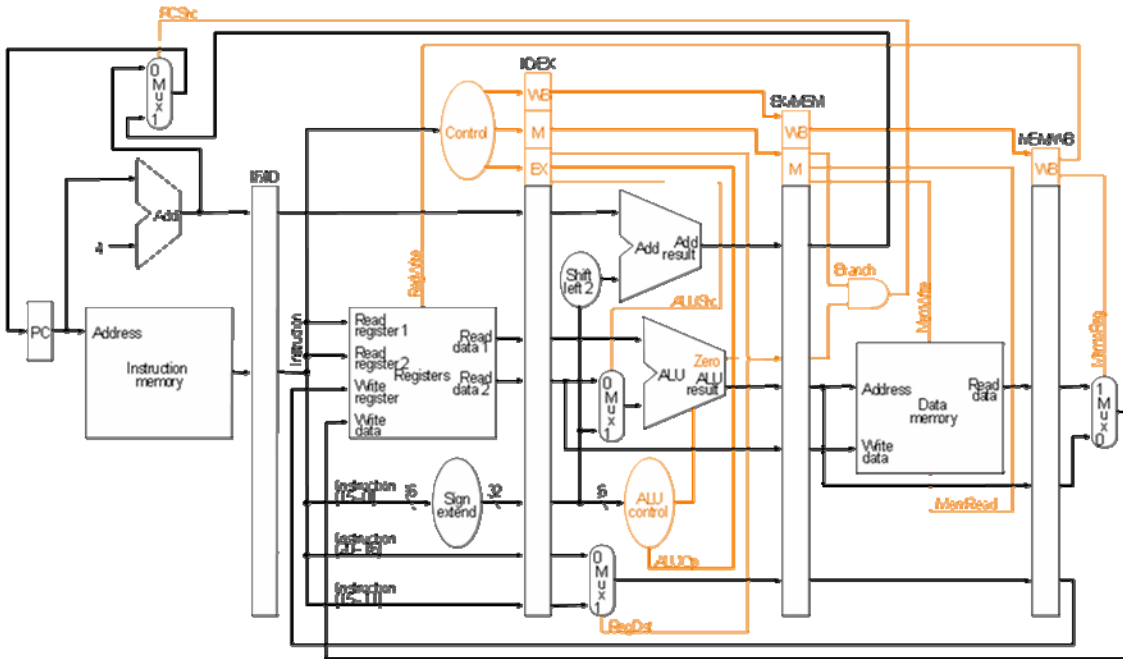 PCSrc
0
M
u
x
1
ID/EX
WB
Control
M
EX
EX/MEM
WB
M
MEM/WB
WB
IF/ID
Add
4
RegWrite
Shift
left 2
Add
Add
result
Branch
ALUSrc
MemWrite
MemtoReg
PC
Address
Instruction
memory
Instruction
Read
register 1
Read
register 2
Write
register
Write
data
Registers
Read
data 1
Read
data 2
0
M
u
x
1
Zero
ALU
ALU
result
Address
Write
data
Data
memory
Read
data
1
M
u
x
0
Instruction
[15–0]
16
Sign
extend
32
6
ALU
control
MemRead
Instruction
[20–16]
Instruction
[15–11]
0
M
u
x
1
ALUOp
RegDst